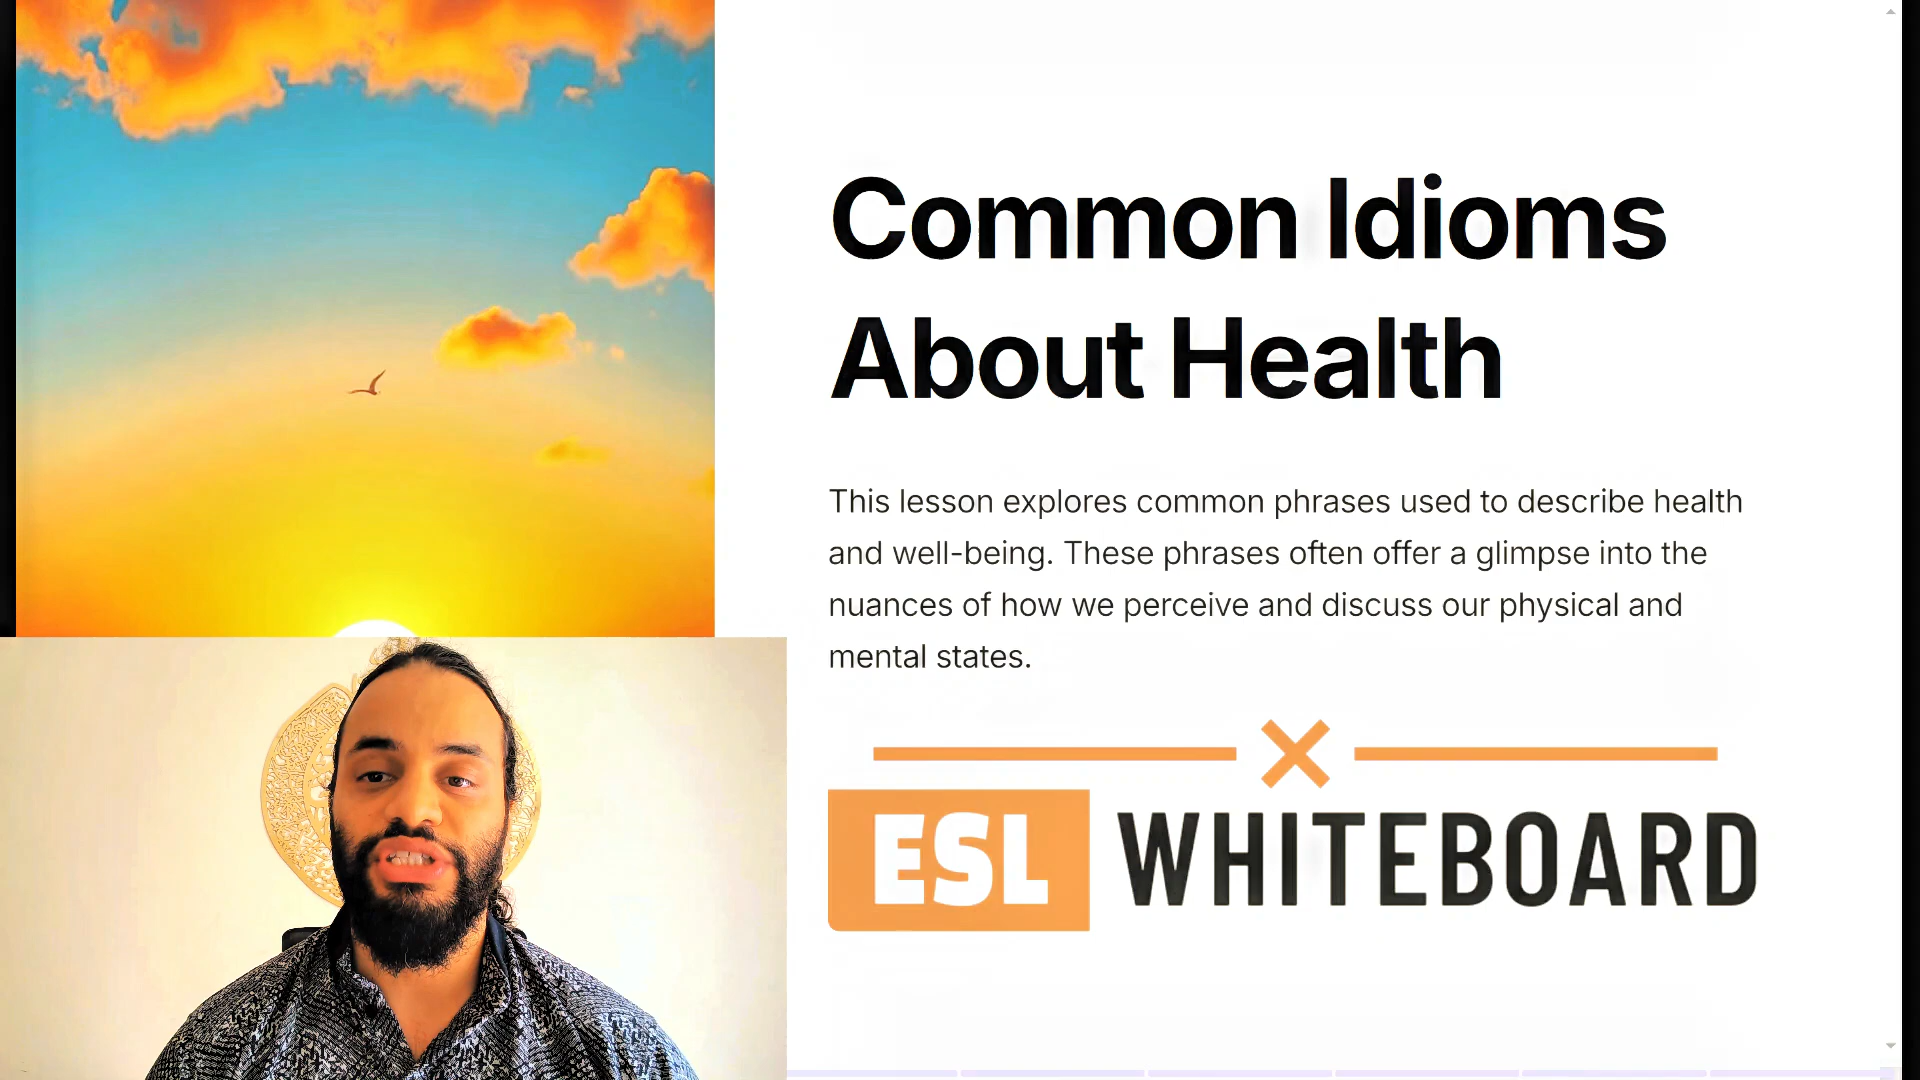 Common Idioms
About Health
This lesson explores common phrases used to describe health
and well-being. These phrases often offer a glimpse into the
nuances of how we perceive and discuss our physical and
mental states.
ESL WHITEBOARD